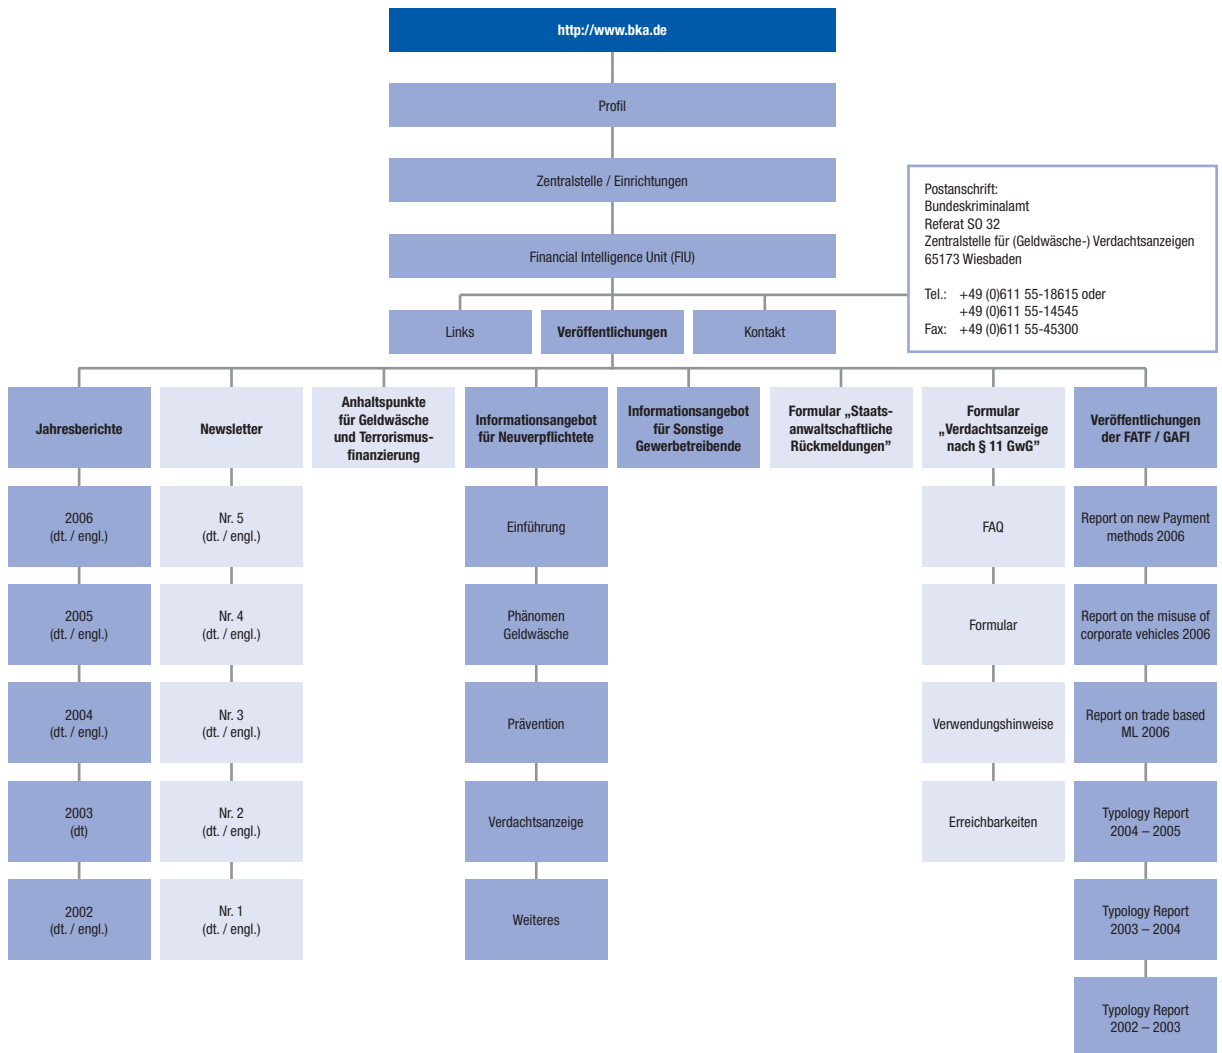 http://www.bka.de
Profil
Zentralstelle / Einrichtungen
Financial Intelligence Unit (FIU)
Postanschrift:
Bundeskriminalamt
Referat SO 32
Zentralstelle für (Geldwäsche-) Verdachtsanzeigen
65173 Wiesbaden
Tel.: +49 (0)611 55-18615 oder
+49 (0)611 55-14545
Fax: +49 (0)611 55-45300
Links
Veröffentlichungen
Kontakt
Jahresberichte
Newsletter
Anhaltspunkte
für Geldwäsche
und Terrorismus-
finanzierung
Informationsangebot
für Neuverpflichtete
Informationsangebot
für Sonstige
Gewerbetreibende
Formular „Staats-
anwaltschaftliche
Rückmeldungen”
Formular
„Verdachtsanzeige
nach § 11 GwG”
Veröffentlichungen
der FATF / GAFI
2006
(dt. / engl.)
Nr. 5
(dt. / engl.)
Einführung
FAQ
Report on new Payment
methods 2006
2005
(dt. / engl.)
Nr. 4
(dt. / engl.)
Phänomen
Geldwäsche
Formular
Report on the misuse of
corporate vehicles 2006
2004
(dt. / engl.)
Nr. 3
(dt. / engl.)
Prävention
Verwendungshinweise
Report on trade based
ML 2006
2003
(dt)
Nr. 2
(dt. / engl.)
Verdachtsanzeige
Erreichbarkeiten
Typology Report
2004 – 2005
2002
(dt. / engl.)
Nr. 1
(dt. / engl.)
Weiteres
Typology Report
2003 – 2004
Typology Report
2002 – 2003